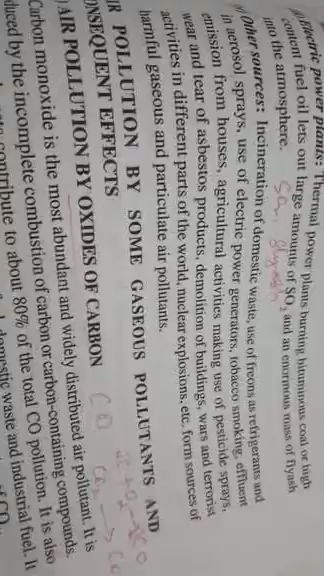 Electric power plants: Thermal power plants burning bituminous coal or high
content fuel oil lets out large amounts of SO2 and an enormous mass of flyash
into the atmosphere.
SO2, flyash
Other sources: Incineration of domestic waste, use of freons as refrigerants and
in aerosol sprays, use of electric power generators, tobacco smoking, effluent
emission from houses, agricultural activities making use of pesticide sprays,
wear and tear of asbestos products, demolition of buildings, wars and terrorist
activities in different parts of the world, nuclear explosions, etc. form sources of
harmful gaseous and particulate air pollutants.
IR POLLUTION BY SOME GASEOUS POLLUTANTS AND
ONSEQUENT EFFECTS
) AIR POLLUTION BY OXIDES OF CARBON
CO
Carbon monoxide is the most abundant and widely distributed air pollutant. It is
duced by the incomplete combustion of carbon or carbon-containing compounds.
contribute to about 80% of the total CO pollution. It is also
domestic waste and industrial fuel. It